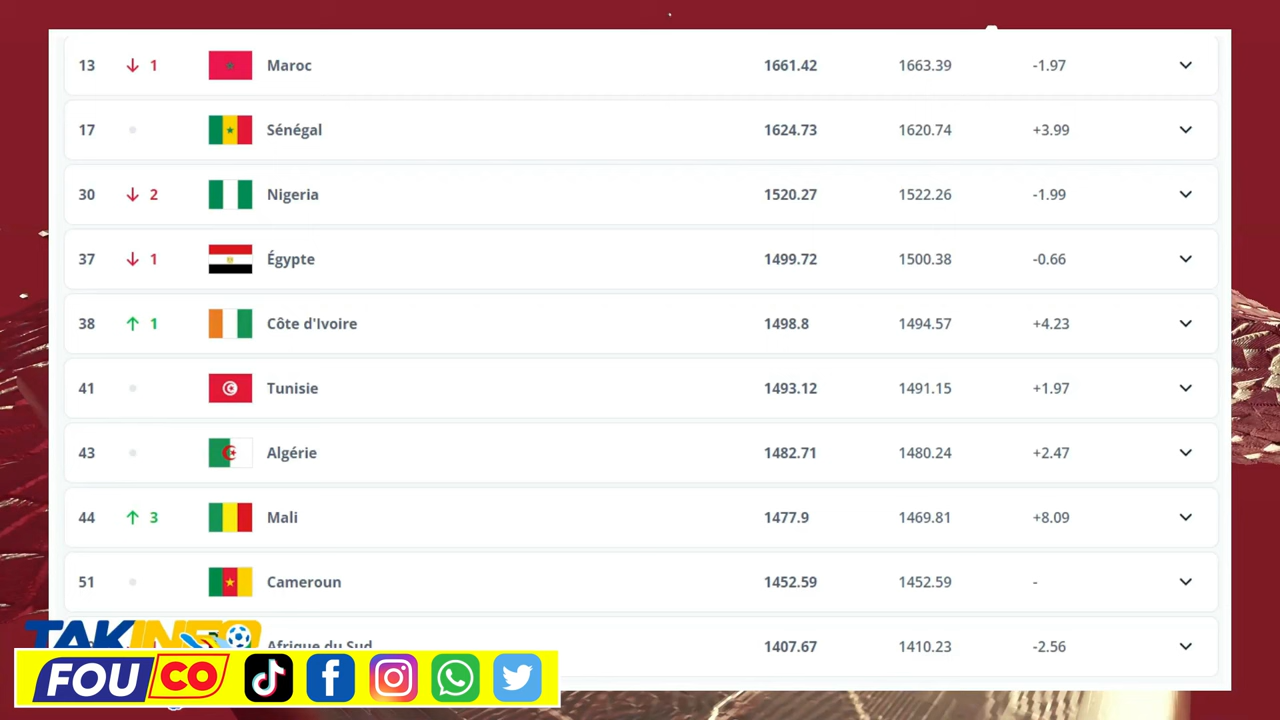 13 1 Maroc 1661.42 1663.39 -1.97
17 Sénégal 1624.73 1620.74 +3.99
30 2 Nigeria 1520.27 1522.26 -1.99
37 1 Égypte 1499.72 1500.38 -0.66
38 1 Côte d'Ivoire 1498.8 1494.57 +4.23
41 Tunisie 1493.12 1491.15 +1.97
43 Algérie 1482.71 1480.24 +2.47
44 3 Mali 1477.9 1469.81 +8.09
51 Cameroun 1452.59 1452.59 -
Afrique du Sud 1407.67 1410.23 -2.56
TAKINFO
FOUCO